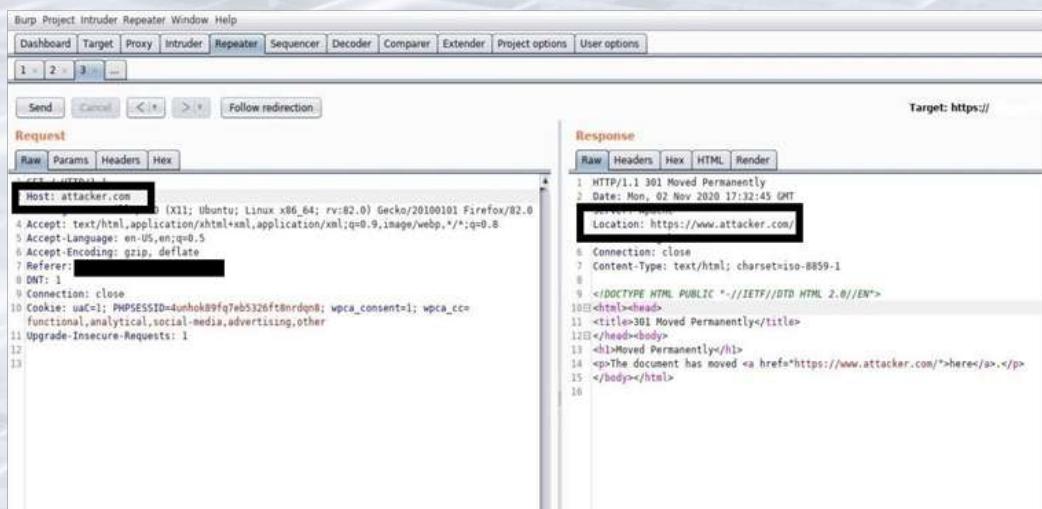 Burp Project Intruder Repeater Window Help
Dashboard Target Proxy Intruder Repeater Sequencer Decoder Comparer Extender Project options User options
1 × 2 × 3 × ...
Send Cancel < > Follow redirection Target: https://
Request
Raw Params Headers Hex
Host: attacker.com
(X11; Ubuntu; Linux x86_64; rv:82.0) Gecko/20100101 Firefox/82.0
4 Accept: text/html,application/xhtml+xml,application/xml;q=0.9,image/webp,*/*;q=0.8
5 Accept-Language: en-US,en;q=0.5
6 Accept-Encoding: gzip, deflate
7 Referer:
8 DNT: 1
9 Connection: close
10 Cookie: uaC=1; PHPSESSID=4unhok89fq7eb5326ft8nrdqn8; wpca_consent=1; wpca_cc=
functional,analytical,social-media,advertising,other
11 Upgrade-Insecure-Requests: 1
12
13
Response
Raw Headers Hex HTML Render
1 HTTP/1.1 301 Moved Permanently
2 Date: Mon, 02 Nov 2020 17:32:45 GMT
Location: https://www.attacker.com/
6 Connection: close
7 Content-Type: text/html; charset=iso-8859-1
8
9 <!DOCTYPE HTML PUBLIC "-//IETF//DTD HTML 2.0//EN">
10 <html><head>
11 <title>301 Moved Permanently</title>
12 </head><body>
13 <h1>Moved Permanently</h1>
14 <p>The document has moved <a href="https://www.attacker.com/">here</a>.</p>
15 </body></html>
16